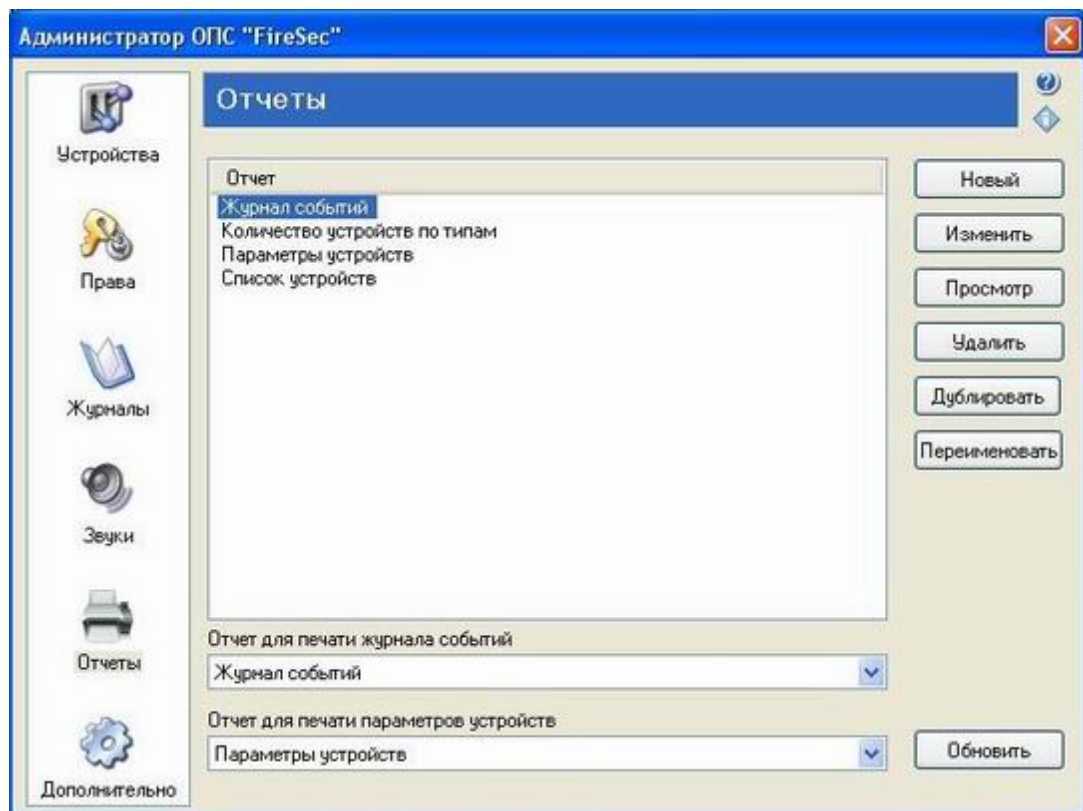 Администратор ОПС "FireSec"
Устройства
Права
Журналы
Звуки
Отчеты
Дополнительно
Отчеты
Отчет
Журнал событий
Количество устройств по типам
Параметры устройств
Список устройств
Отчет для печати журнала событий
Журнал событий
Отчет для печати параметров устройств
Параметры устройств
Новый
Изменить
Просмотр
Удалить
Дублировать
Переименовать
Обновить